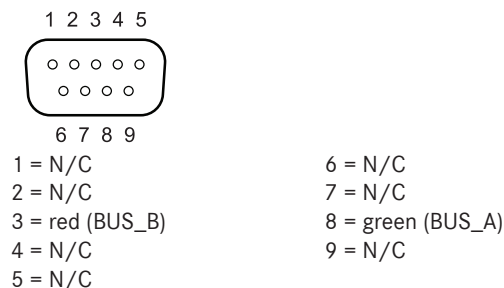 1 2 3 4 5
6 7 8 9
1 = N/C
2 = N/C
3 = red (BUS_B)
4 = N/C
5 = N/C
6 = N/C
7 = N/C
8 = green (BUS_A)
9 = N/C